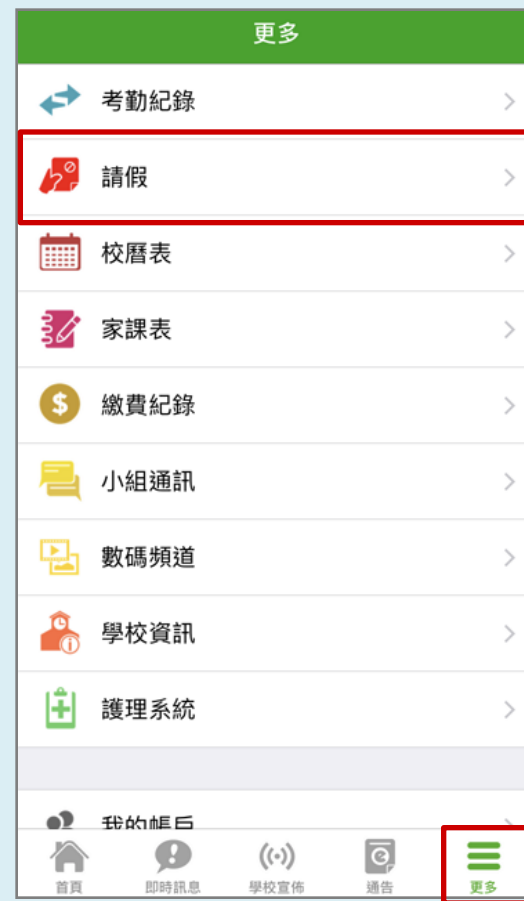 更多
考勤紀錄
請假
校曆表
家課表
繳費紀錄
小組通訊
數碼頻道
學校資訊
護理系統
我的帳戶
首頁
即時訊息
學校宣佈
通告
更多